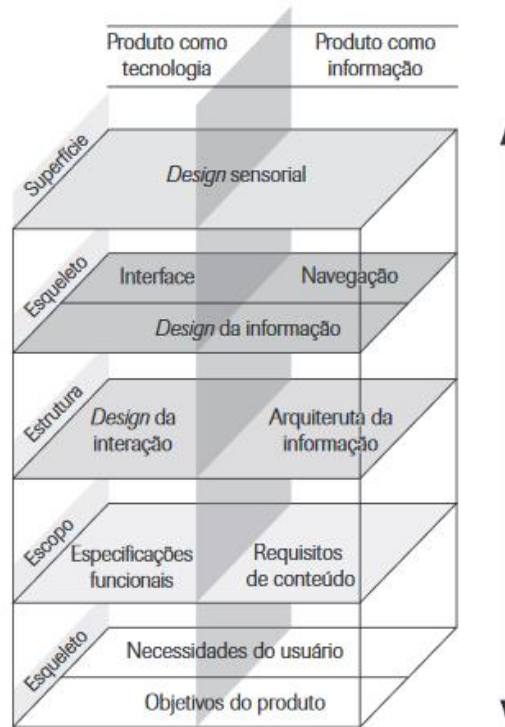 Produto como
tecnologia
Produto como
informação
Superfície
Design sensorial
Esqueleto
Interface
Navegação
Design da informação
Estrutura
Design da
interação
Arquiteruta da
informação
Escopo
Especificações
funcionais
Requisitos
de conteúdo
Esqueleto
Necessidades do usuário
Objetivos do produto